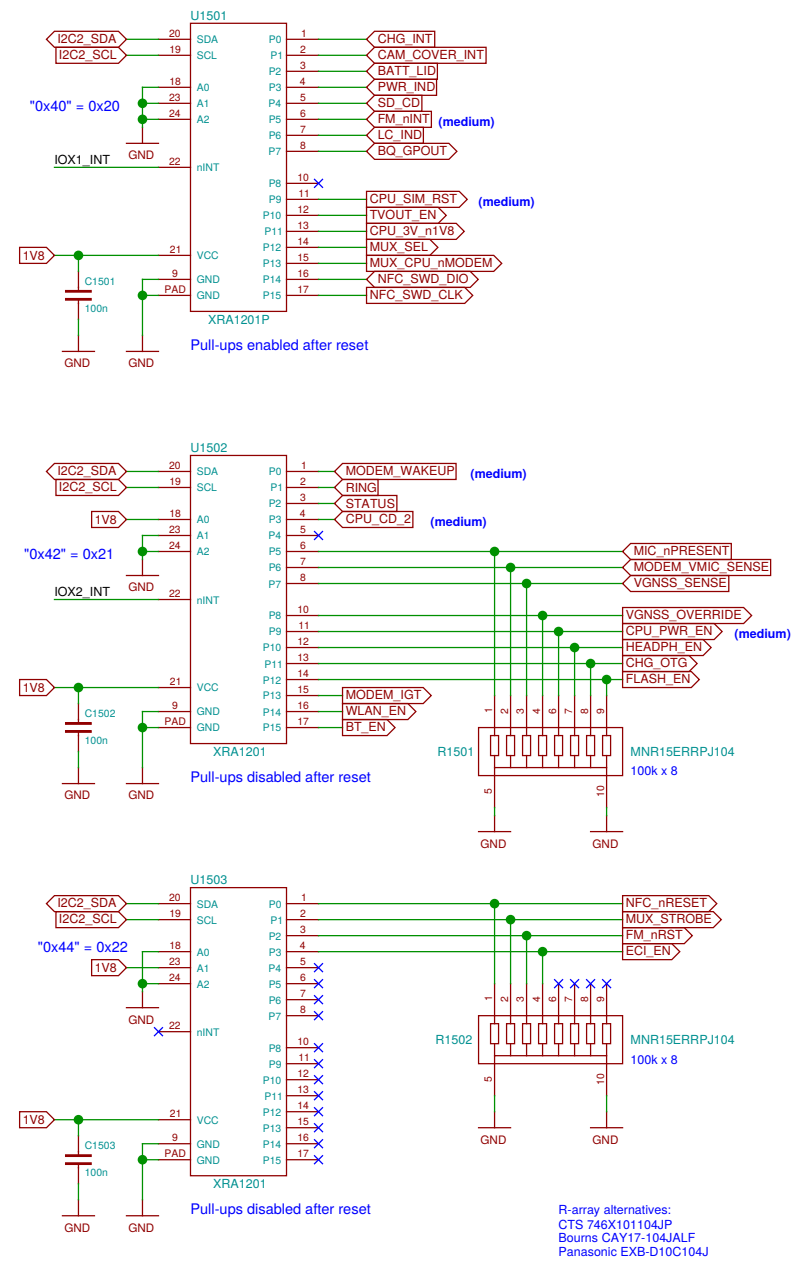 U1501
I2C2_SDA 20 SDA P0 1 CHG_INT
I2C2_SCL 19 SCL P1 2 CAM_COVER_INT
P2 3 BATT_LID
18 A0 P3 4 PWR_IND
"0x40" = 0x20 23 A1 P4 5 SD_CD
24 A2 P5 6 FM_nINT (medium)
P6 7 LC_IND
GND P7 8 BQ_GPOUT
IOX1_INT 22 nINT
P8 10
P9 11 CPU_SIM_RST (medium)
P10 12 TVOUT_EN
P11 13 CPU_3V_n1V8
P12 14 MUX_SEL
1V8 21 VCC P13 15 MUX_CPU_nMODEM
C1501 9 GND P14 16 NFC_SWD_DIO
100n PAD GND P15 17 NFC_SWD_CLK
XRA1201P
Pull-ups enabled after reset
GND GND
U1502
I2C2_SDA 20 SDA P0 1 MODEM_WAKEUP (medium)
I2C2_SCL 19 SCL P1 2 RING
P2 3 STATUS
1V8 18 A0 P3 4 CPU_CD_2 (medium)
23 A1 P4 5
"0x42" = 0x21 24 A2 P5 6 MIC_nPRESENT
P6 7 MODEM_VMIC_SENSE
GND P7 8 VGNSS_SENSE
IOX2_INT 22 nINT
P8 10 VGNSS_OVERRIDE
P9 11 CPU_PWR_EN (medium)
P10 12 HEADPH_EN
P11 13 CHG_OTG
P12 14 FLASH_EN
1V8 21 VCC P13 15 MODEM_IGT
C1502 9 GND P14 16 WLAN_EN
100n PAD GND P15 17 BT_EN
1 2 3 4 6 7 8 9
XRA1201 R1501 MNR15ERRPJ104
100k x 8
Pull-ups disabled after reset
5 10
GND GND
GND GND
U1503
I2C2_SDA 20 SDA P0 1 NFC_nRESET
I2C2_SCL 19 SCL P1 2 MUX_STROBE
P2 3 FM_nRST
"0x44" = 0x22 18 A0 P3 4 ECI_EN
1V8 23 A1 P4 5
24 A2 P5 6
P6 7
GND P7 8
22 nINT
1 2 3 4 6 7 8 9
P8 10 R1502 MNR15ERRPJ104
P9 11 100k x 8
P10 12
P11 13 5 10
P12 14
1V8 21 VCC P13 15
C1503 9 GND P14 16 GND GND
100n PAD GND P15 17
XRA1201
Pull-ups disabled after reset
GND GND
R-array alternatives:
CTS 746X101104JP
Bourns CAY17-104JALF
Panasonic EXB-D10C104J